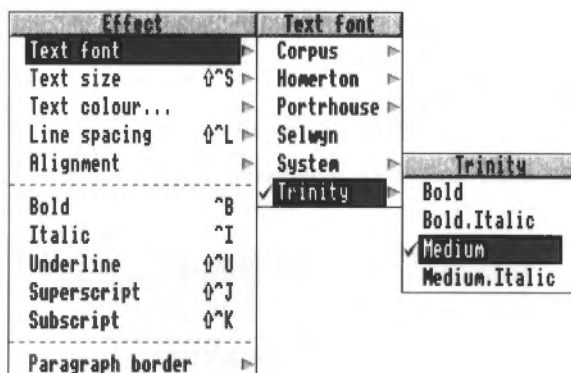 Effect
Text font
Text size ⇧^S
Text colour...
Line spacing ⇧^L
Alignment
Bold ^B
Italic ^I
Underline ⇧^U
Superscript ⇧^J
Subscript ⇧^K
Paragraph border
Text font
Corpus
Homerton
Portrhouse
Selwyn
System
✓Trinity
Trinity
Bold
Bold.Italic
✓Medium
Medium.Italic